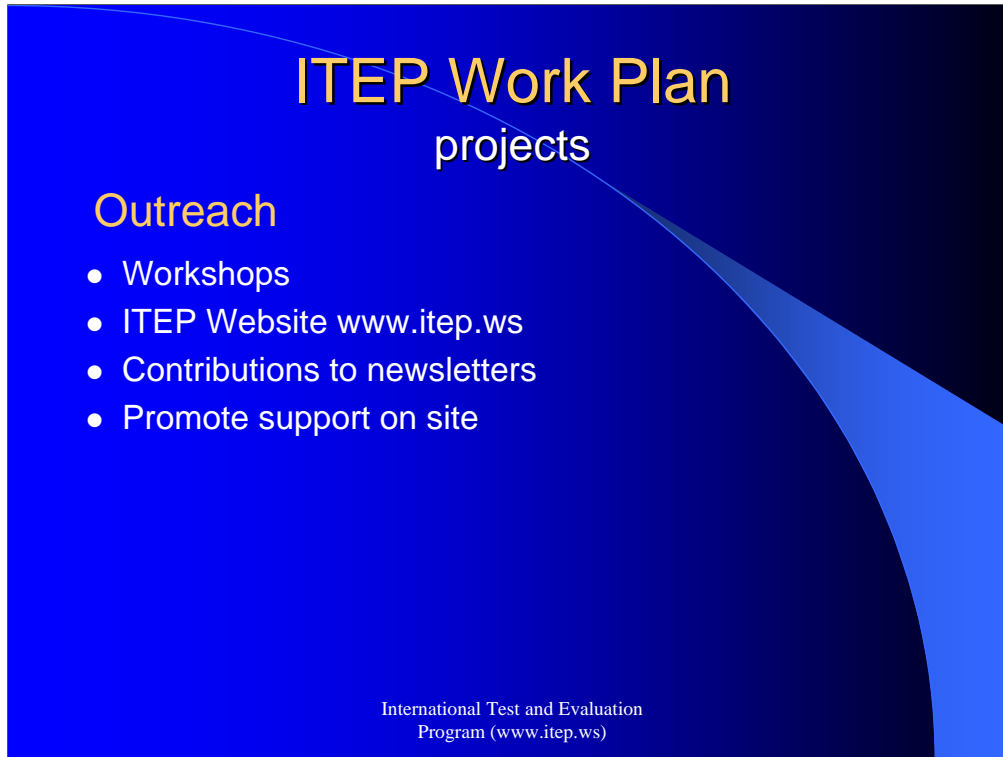 ITEP Work Plan
projects
Outreach
● Workshops
● ITEP Website www.itep.ws
● Contributions to newsletters
● Promote support on site
International Test and Evaluation
Program (www.itep.ws)